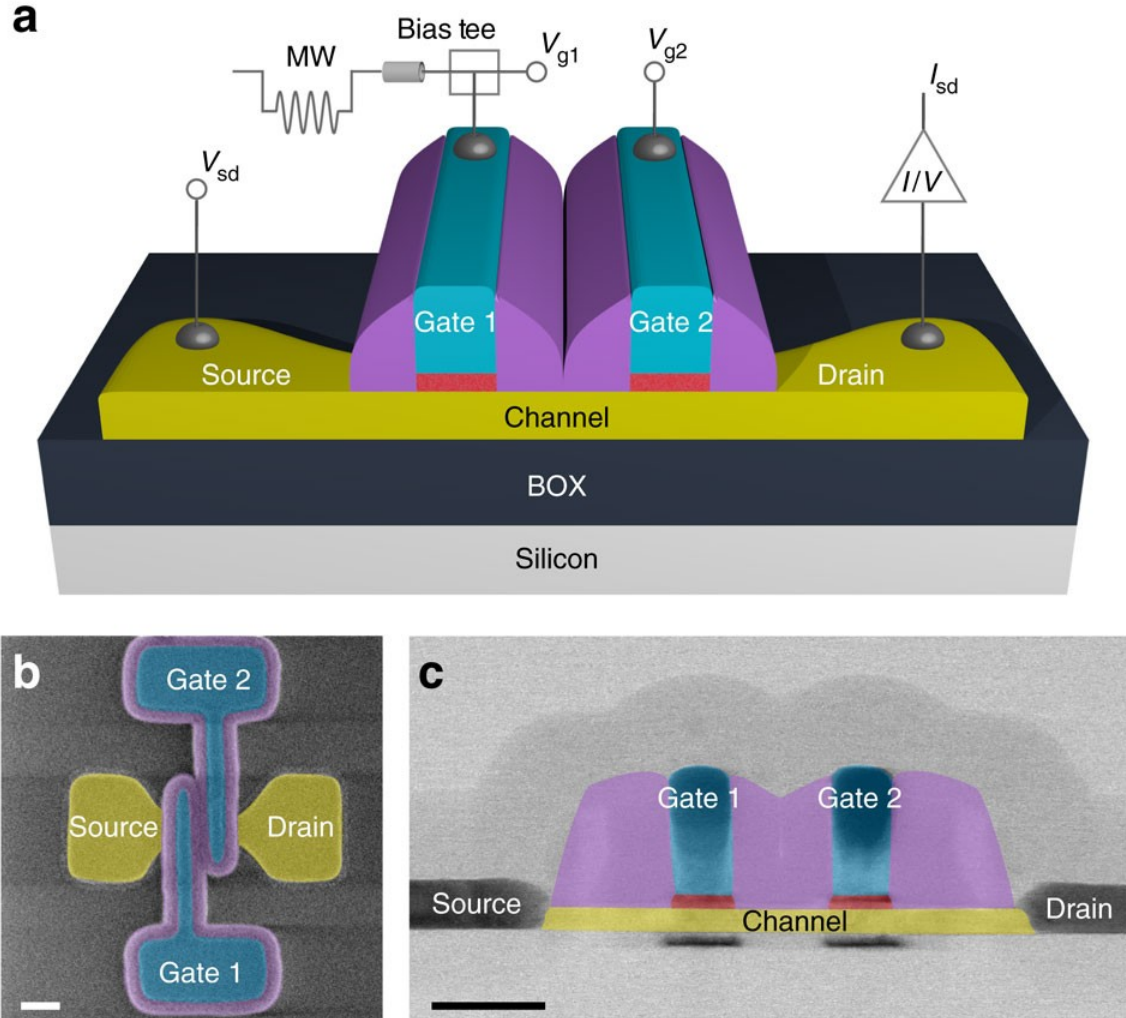 a
Bias tee
MW
Vg1
Vg2
Isd
Vsd
I/V
Gate 1
Gate 2
Source
Drain
Channel
BOX
Silicon
b
Gate 2
Source
Drain
Gate 1
c
Gate 1
Gate 2
Source
Channel
Drain